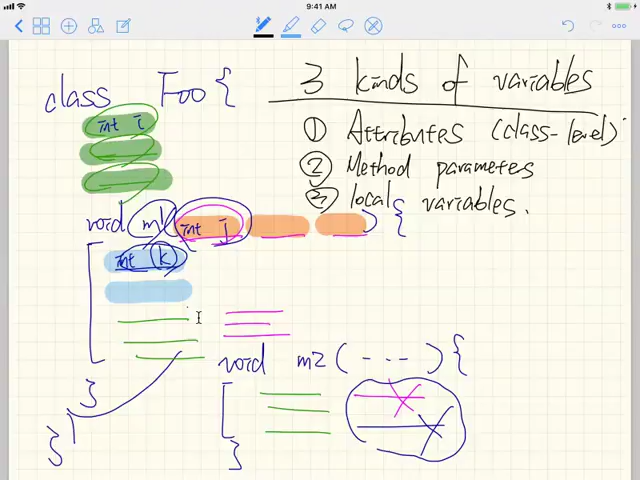 9:41 AM
class Foo {
3 kinds of variables
int i
① Attributes (class-level)
② Method parameters
③ local variables.
void m1( int j ) {
int k
}
void m2 ( --- ) {
}
}